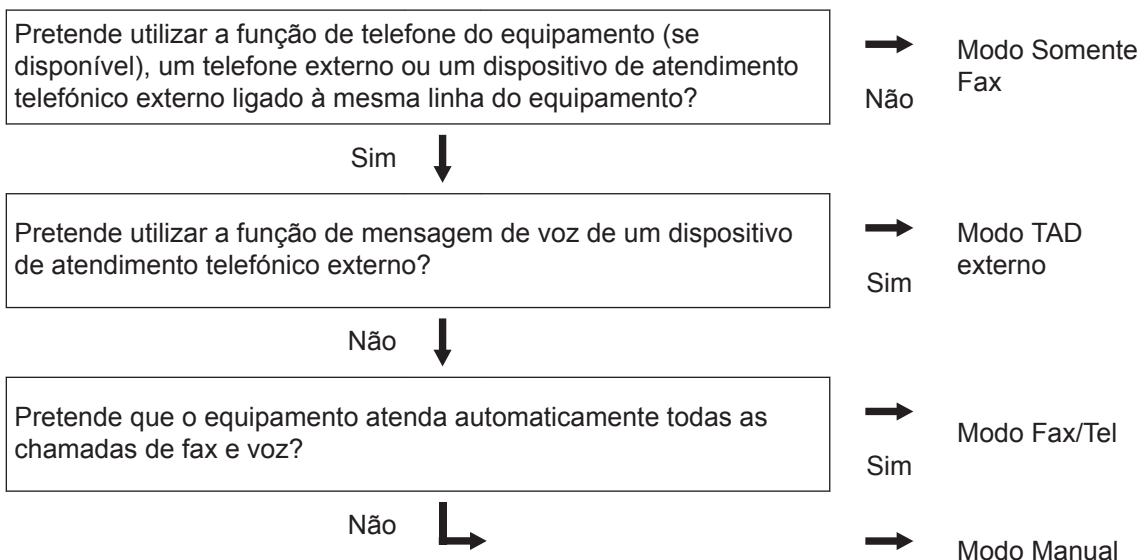 Pretende utilizar a função de telefone do equipamento (se
disponível), um telefone externo ou um dispositivo de atendimento
telefónico externo ligado à mesma linha do equipamento?
Não
Modo Somente
Fax
Sim
Pretende utilizar a função de mensagem de voz de um dispositivo
de atendimento telefónico externo?
Sim
Modo TAD
externo
Não
Pretende que o equipamento atenda automaticamente todas as
chamadas de fax e voz?
Sim
Modo Fax/Tel
Não
Modo Manual